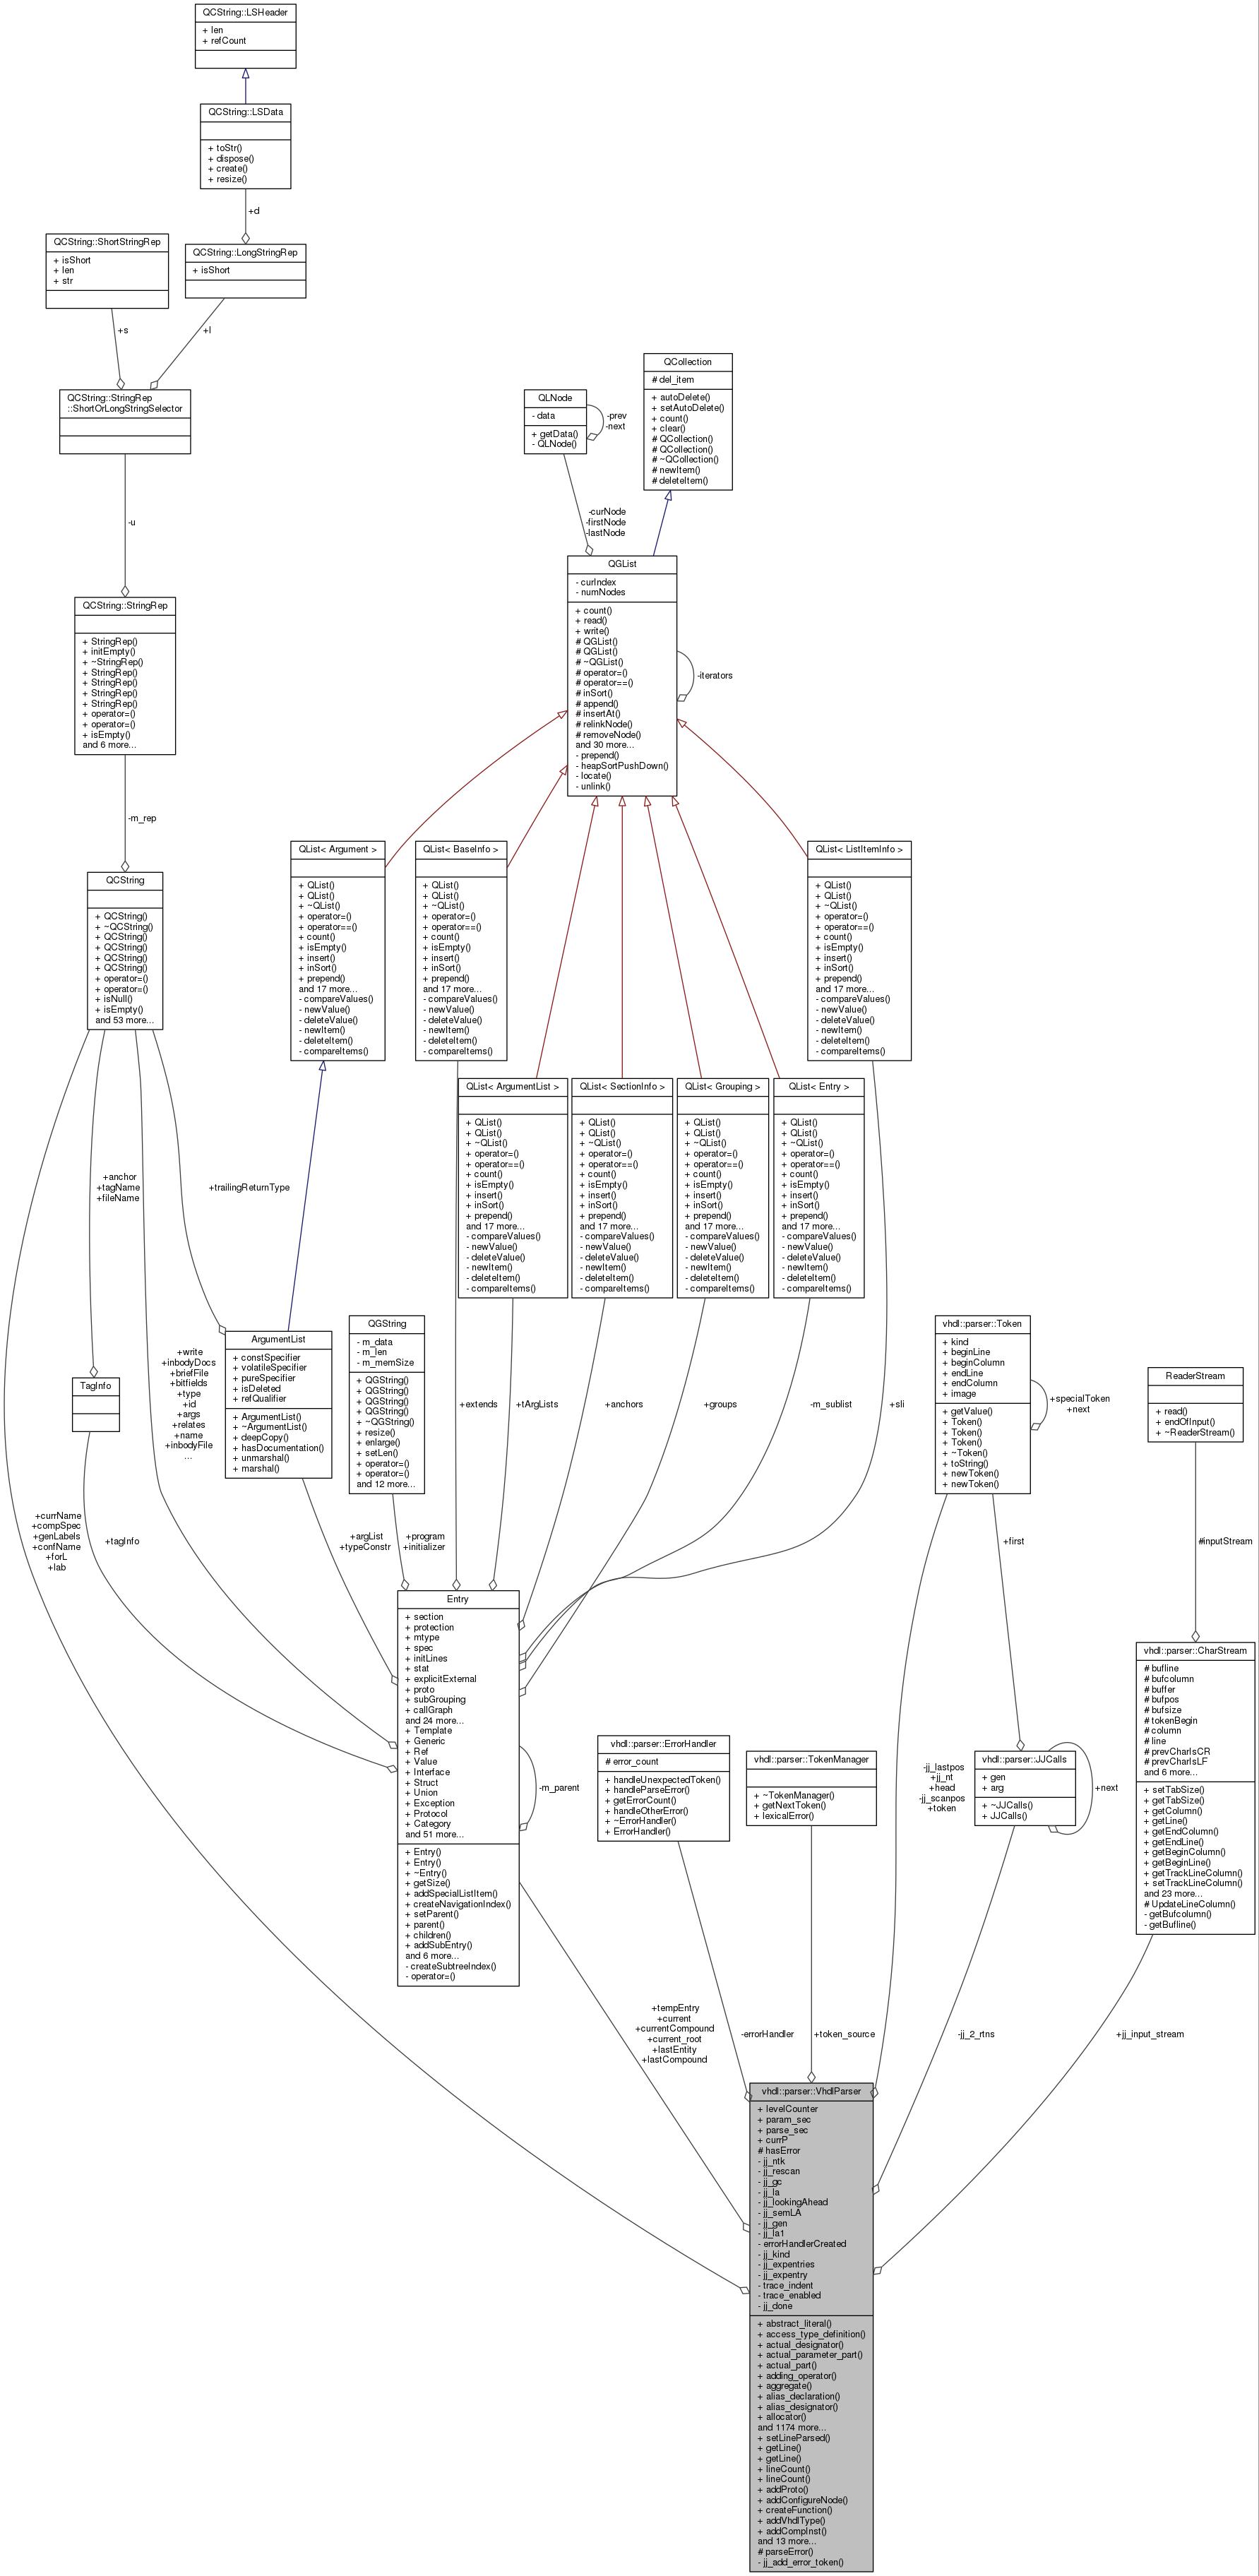 QCString::LSHeader
+ len
+ refCount
QCString::LSData
+ toStr()
+ dispose()
+ create()
+ resize()
+d
QCString::ShortStringRep
+ isShort
+ len
+ str
QCString::LongStringRep
+ isShort
+s
+l
QCString::StringRep
::ShortOrLongStringSelector
-u
QLNode
- data
+ getData()
- QLNode()
-prev
-next
QCollection
# del_item
+ autoDelete()
+ setAutoDelete()
+ count()
+ clear()
# QCollection()
# QCollection()
# ~QCollection()
# newItem()
# deleteItem()
-curNode
-firstNode
-lastNode
QGList
- curIndex
- numNodes
+ count()
+ read()
+ write()
# QGList()
# QGList()
# ~QGList()
# operator=()
# operator==()
# inSort()
# append()
# insertAt()
# relinkNode()
# removeNode()
and 30 more...
- prepend()
- heapSortPushDown()
- locate()
- unlink()
-iterators
QCString::StringRep
+ StringRep()
+ initEmpty()
+ ~StringRep()
+ StringRep()
+ StringRep()
+ StringRep()
+ StringRep()
+ operator=()
+ operator=()
+ isEmpty()
and 6 more...
-m_rep
QCString
+ QCString()
+ ~QCString()
+ QCString()
+ QCString()
+ QCString()
+ QCString()
+ operator=()
+ operator=()
+ isNull()
+ isEmpty()
and 53 more...
QList< Argument >
+ QList()
+ QList()
+ ~QList()
+ operator=()
+ operator==()
+ count()
+ isEmpty()
+ insert()
+ inSort()
+ prepend()
and 17 more...
- compareValues()
- newValue()
- deleteValue()
- newItem()
- deleteItem()
- compareItems()
QList< BaseInfo >
+ QList()
+ QList()
+ ~QList()
+ operator=()
+ operator==()
+ count()
+ isEmpty()
+ insert()
+ inSort()
+ prepend()
and 17 more...
- compareValues()
- newValue()
- deleteValue()
- newItem()
- deleteItem()
- compareItems()
QList< ListItemInfo >
+ QList()
+ QList()
+ ~QList()
+ operator=()
+ operator==()
+ count()
+ isEmpty()
+ insert()
+ inSort()
+ prepend()
and 17 more...
- compareValues()
- newValue()
- deleteValue()
- newItem()
- deleteItem()
- compareItems()
QList< ArgumentList >
+ QList()
+ QList()
+ ~QList()
+ operator=()
+ operator==()
+ count()
+ isEmpty()
+ insert()
+ inSort()
+ prepend()
and 17 more...
- compareValues()
- newValue()
- deleteValue()
- newItem()
- deleteItem()
- compareItems()
QList< SectionInfo >
+ QList()
+ QList()
+ ~QList()
+ operator=()
+ operator==()
+ count()
+ isEmpty()
+ insert()
+ inSort()
+ prepend()
and 17 more...
- compareValues()
- newValue()
- deleteValue()
- newItem()
- deleteItem()
- compareItems()
QList< Grouping >
+ QList()
+ QList()
+ ~QList()
+ operator=()
+ operator==()
+ count()
+ isEmpty()
+ insert()
+ inSort()
+ prepend()
and 17 more...
- compareValues()
- newValue()
- deleteValue()
- newItem()
- deleteItem()
- compareItems()
QList< Entry >
+ QList()
+ QList()
+ ~QList()
+ operator=()
+ operator==()
+ count()
+ isEmpty()
+ insert()
+ inSort()
+ prepend()
and 17 more...
- compareValues()
- newValue()
- deleteValue()
- newItem()
- deleteItem()
- compareItems()
+anchor
+tagName
+fileName
+trailingReturnType
TagInfo
+write
+inbodyDocs
+briefFile
+bitfields
+type
+id
+args
+relates
+name
+inbodyFile
...
ArgumentList
+ constSpecifier
+ volatileSpecifier
+ pureSpecifier
+ isDeleted
+ refQualifier
+ ArgumentList()
+ ~ArgumentList()
+ deepCopy()
+ hasDocumentation()
+ unmarshal()
+ marshal()
QGString
- m_data
- m_len
- m_memSize
+ QGString()
+ QGString()
+ QGString()
+ QGString()
+ ~QGString()
+ resize()
+ enlarge()
+ setLen()
+ operator=()
+ operator=()
and 12 more...
+extends
+tArgLists
+anchors
+groups
-m_sublist
+sli
vhdl::parser::Token
+ kind
+ beginLine
+ beginColumn
+ endLine
+ endColumn
+ image
+ getValue()
+ Token()
+ Token()
+ Token()
+ ~Token()
+ toString()
+ newToken()
+ newToken()
+specialToken
+next
ReaderStream
+ read()
+ endOfInput()
+ ~ReaderStream()
+currName
+compSpec
+genLabels
+confName
+forL
+lab
+tagInfo
+argList
+typeConstr
+program
+initializer
+first
#inputStream
Entry
+ section
+ protection
+ mtype
+ spec
+ initLines
+ stat
+ explicitExternal
+ proto
+ subGrouping
+ callGraph
and 24 more...
+ Template
+ Generic
+ Ref
+ Value
+ Interface
+ Struct
+ Union
+ Exception
+ Protocol
+ Category
and 51 more...
+ Entry()
+ Entry()
+ ~Entry()
+ getSize()
+ addSpecialListItem()
+ createNavigationIndex()
+ setParent()
+ parent()
+ children()
+ addSubEntry()
and 6 more...
- createSubtreeIndex()
- operator=()
-m_parent
vhdl::parser::ErrorHandler
# error_count
+ handleUnexpectedToken()
+ handleParseError()
+ getErrorCount()
+ handleOtherError()
+ ~ErrorHandler()
+ ErrorHandler()
vhdl::parser::TokenManager
+ ~TokenManager()
+ getNextToken()
+ lexicalError()
-jj_lastpos
+jj_nt
+head
-jj_scanpos
+token
vhdl::parser::JJCalls
+ gen
+ arg
+ ~JJCalls()
+ JJCalls()
+next
vhdl::parser::CharStream
# bufline
# bufcolumn
# buffer
# bufpos
# bufsize
# tokenBegin
# column
# line
# prevCharIsCR
# prevCharIsLF
and 6 more...
+ setTabSize()
+ getTabSize()
+ getColumn()
+ getLine()
+ getEndColumn()
+ getEndLine()
+ getBeginColumn()
+ getBeginLine()
+ getTrackLineColumn()
+ setTrackLineColumn()
and 23 more...
# UpdateLineColumn()
- getBufcolumn()
- getBufline()
+tempEntry
+current
+currentCompound
+current_root
+lastEntity
+lastCompound
-errorHandler
+token_source
-jj_2_rtns
+jj_input_stream
vhdl::parser::VhdlParser
+ levelCounter
+ param_sec
+ parse_sec
+ currP
# hasError
- jj_ntk
- jj_rescan
- jj_gc
- jj_la
- jj_lookingAhead
- jj_semLA
- jj_gen
- jj_la1
- errorHandlerCreated
- jj_kind
- jj_expentries
- jj_expentry
- trace_indent
- trace_enabled
- jj_done
+ abstract_literal()
+ access_type_definition()
+ actual_designator()
+ actual_parameter_part()
+ actual_part()
+ adding_operator()
+ aggregate()
+ alias_declaration()
+ alias_designator()
+ allocator()
and 1174 more...
+ setLineParsed()
+ getLine()
+ getLine()
+ lineCount()
+ lineCount()
+ addProto()
+ addConfigureNode()
+ createFunction()
+ addVhdlType()
+ addCompInst()
and 13 more...
# parseError()
- jj_add_error_token()